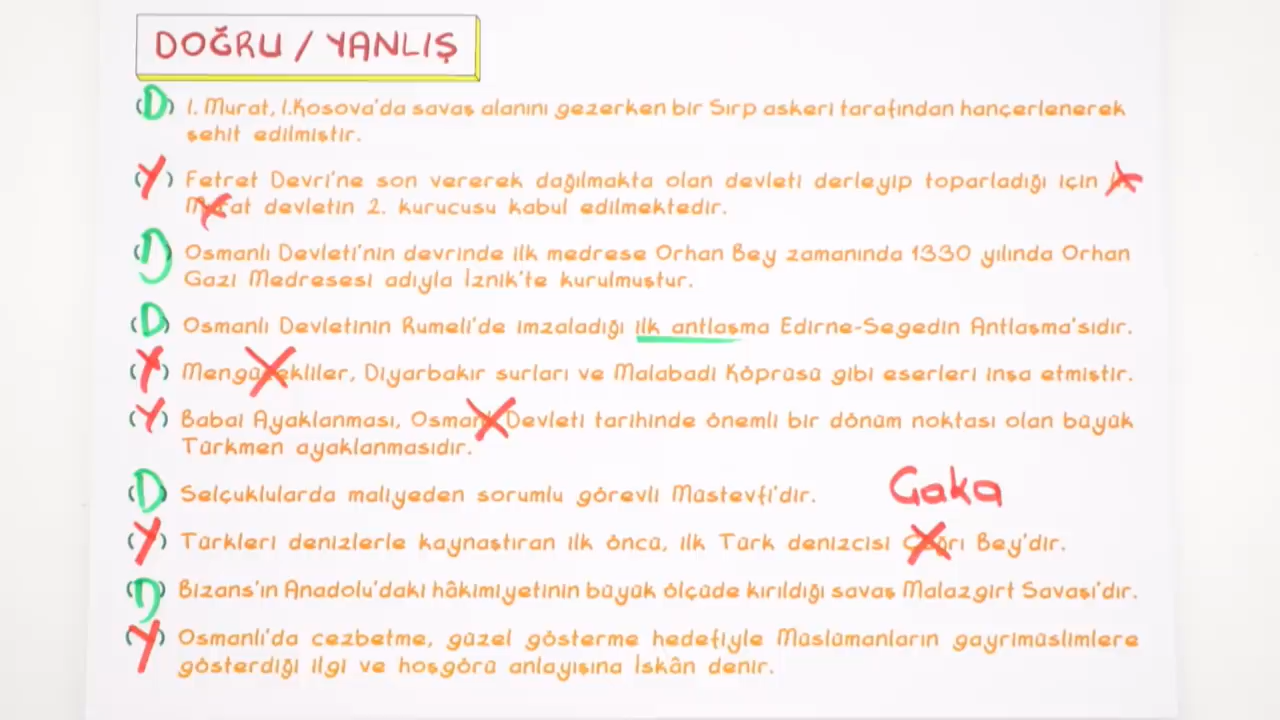 DOĞRU / YANLIŞ
(D) I. Murat, I.Kosova'da savaş alanını gezerken bir Sırp askeri tarafından hançerlenerek
şehit edilmiştir.
(Y) Fetret Devri'ne son vererek dağılmakta olan devleti derleyip toparladığı için
devletin 2. kurucusu kabul edilmektedir.
(D) Osmanlı Devleti'nin devrinde ilk medrese Orhan Bey zamanında 1330 yılında Orhan
Gazi Medresesi adıyla İznik'te kurulmuştur.
(D) Osmanlı Devletinin Rumeli'de imzaladığı ilk antlaşma Edirne-Segedin Antlaşma'sıdır.
(Y) Mengücekliler, Diyarbakır surları ve Malabadi Köprüsü gibi eserleri inşa etmiştir.
(Y) Babai Ayaklanması, Osmanlı Devleti tarihinde önemli bir dönüm noktası olan büyük
Türkmen ayaklanmasıdır.
(D) Selçuklularda maliyeden sorumlu görevli Müstevfi'dir.
Çaka
(Y) Türkleri denizlerle kaynaştıran ilk öncü, ilk Türk denizcisi Çağrı Bey'dir.
(D) Bizans'ın Anadolu'daki hâkimiyetinin büyük ölçüde kırıldığı savaş Malazgirt Savaşı'dır.
(Y) Osmanlı'da cezbetme, güzel gösterme hedefiyle Müslümanların gayrimüslimlere
gösterdiği ilgi ve hoşgörü anlayışına İskân denir.